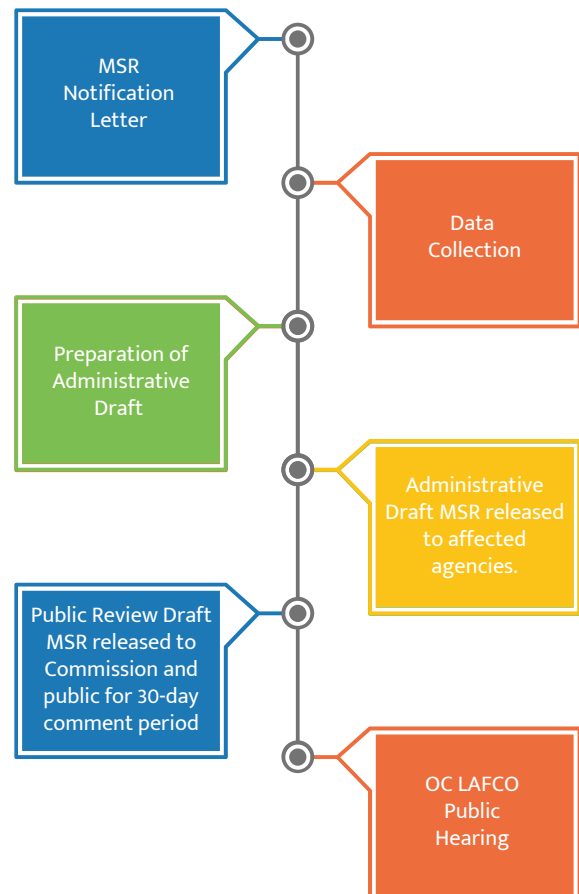 MSR
Notification
Letter
Data
Collection
Preparation of
Administrative
Draft
Administrative
Draft MSR released
to affected
agencies.
Public Review Draft
MSR released to
Commission and
public for 30-day
comment period
OC LAFCO
Public
Hearing